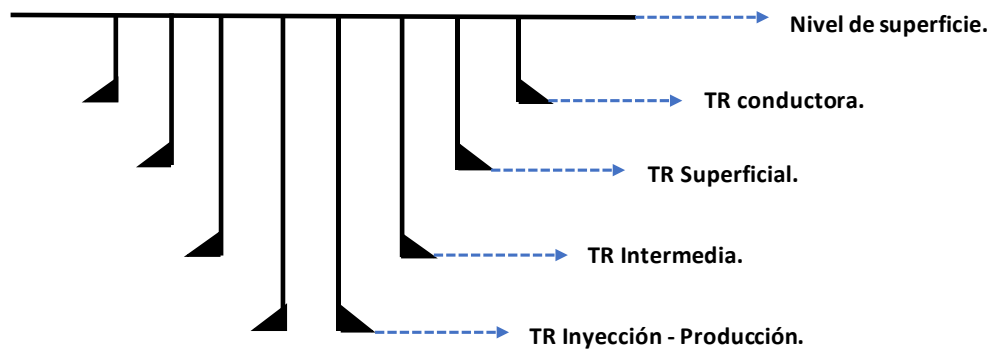 Nivel de superficie.
TR conductora.
TR Superficial.
TR Intermedia.
TR Inyección - Producción.